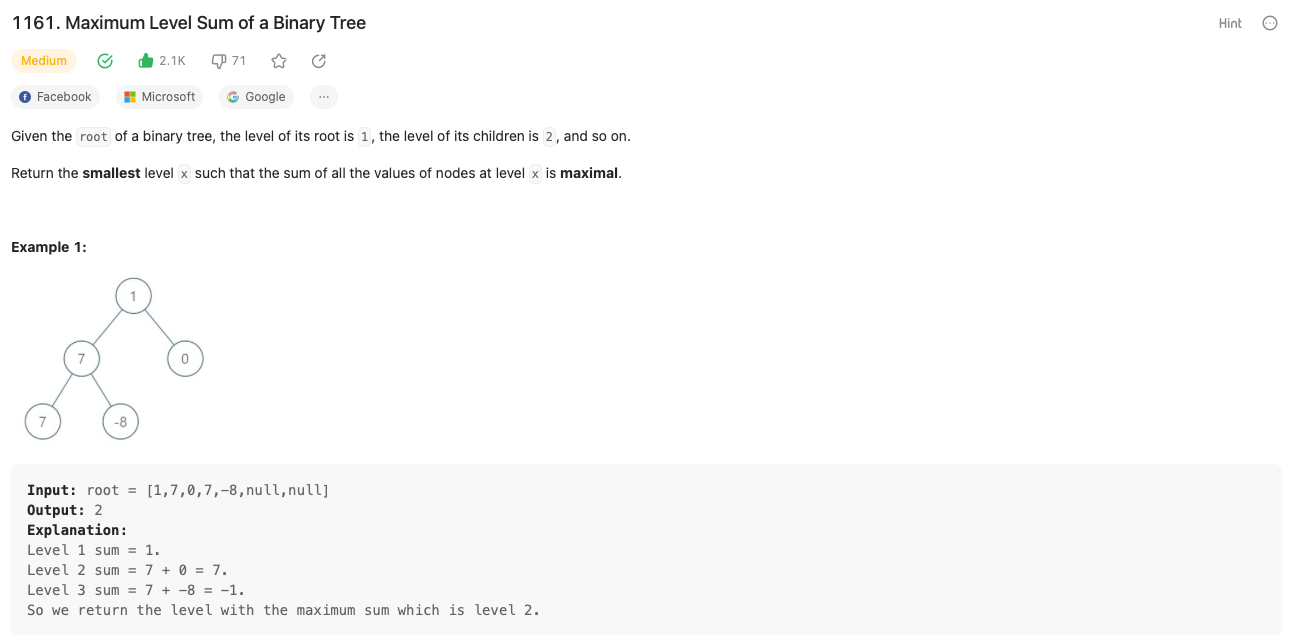 1161. Maximum Level Sum of a Binary Tree
Hint
Medium 2.1K 71
Facebook Microsoft Google
Given the root of a binary tree, the level of its root is 1, the level of its children is 2, and so on.
Return the smallest level x such that the sum of all the values of nodes at level x is maximal.
Example 1:
1
7 0
7 -8
Input: root = [1,7,0,7,-8,null,null]
Output: 2
Explanation:
Level 1 sum = 1.
Level 2 sum = 7 + 0 = 7.
Level 3 sum = 7 + -8 = -1.
So we return the level with the maximum sum which is level 2.